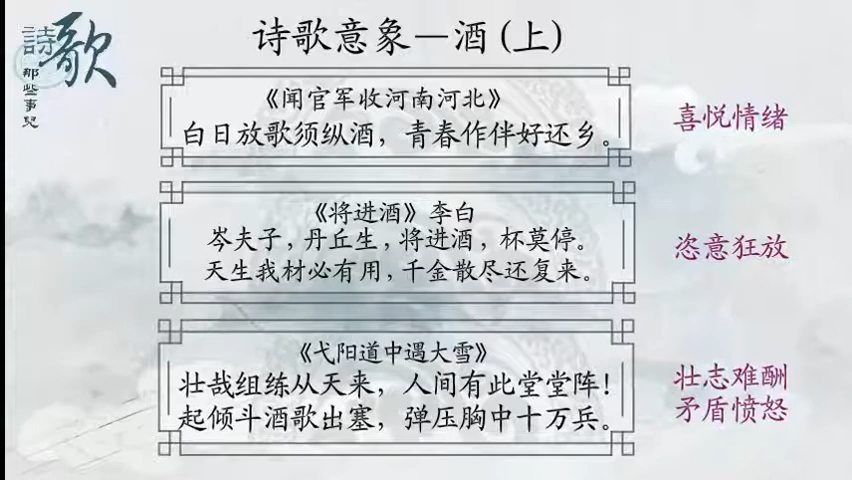 詩歌
那些事兒
诗歌意象—酒(上)
《闻官军收河南河北》
白日放歌须纵酒，青春作伴好还乡。
喜悦情绪
《将进酒》李白
岑夫子，丹丘生，将进酒，杯莫停。
天生我材必有用，千金散尽还复来。
恣意狂放
《弋阳道中遇大雪》
壮哉组练从天来，人间有此堂堂阵！
起倾斗酒歌出塞，弹压胸中十万兵。
壮志难酬
矛盾愤怒